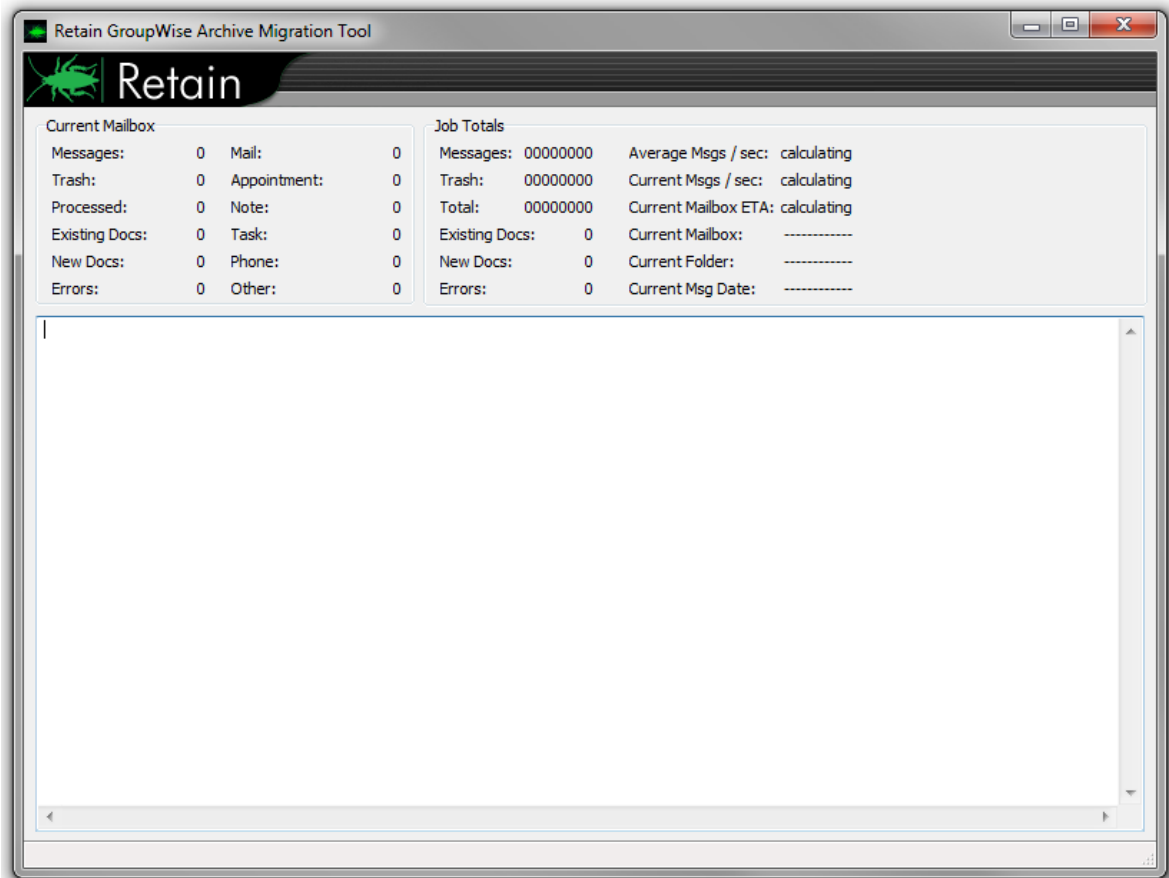 Retain GroupWise Archive Migration Tool
Retain
Current Mailbox
Messages: 0 Mail: 0
Trash: 0 Appointment: 0
Processed: 0 Note: 0
Existing Docs: 0 Task: 0
New Docs: 0 Phone: 0
Errors: 0 Other: 0
Job Totals
Messages: 00000000 Average Msgs / sec: calculating
Trash: 00000000 Current Msgs / sec: calculating
Total: 00000000 Current Mailbox ETA: calculating
Existing Docs: 0 Current Mailbox: ------------
New Docs: 0 Current Folder: ------------
Errors: 0 Current Msg Date: ------------